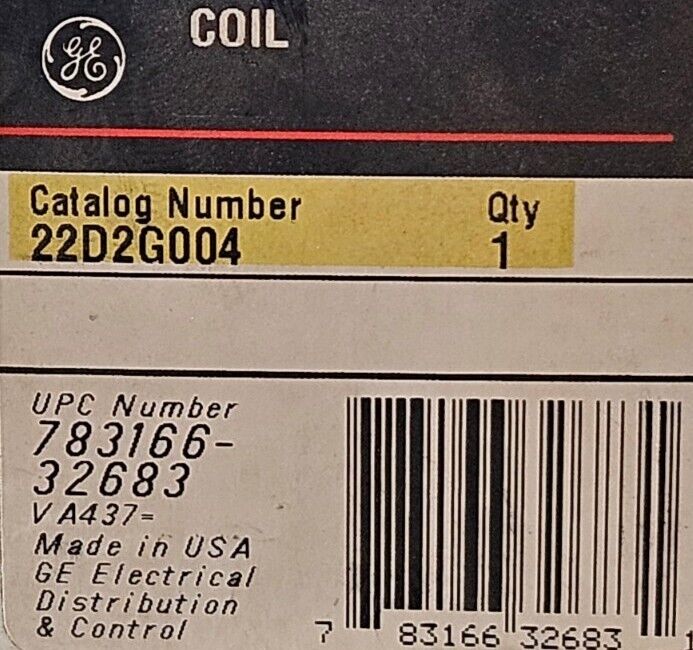 GE
COIL
Catalog Number Qty
22D2G004 1
UPC Number
783166-
32683
VA437=
Made in USA
GE Electrical
Distribution
& Control
7 83166 32683 1